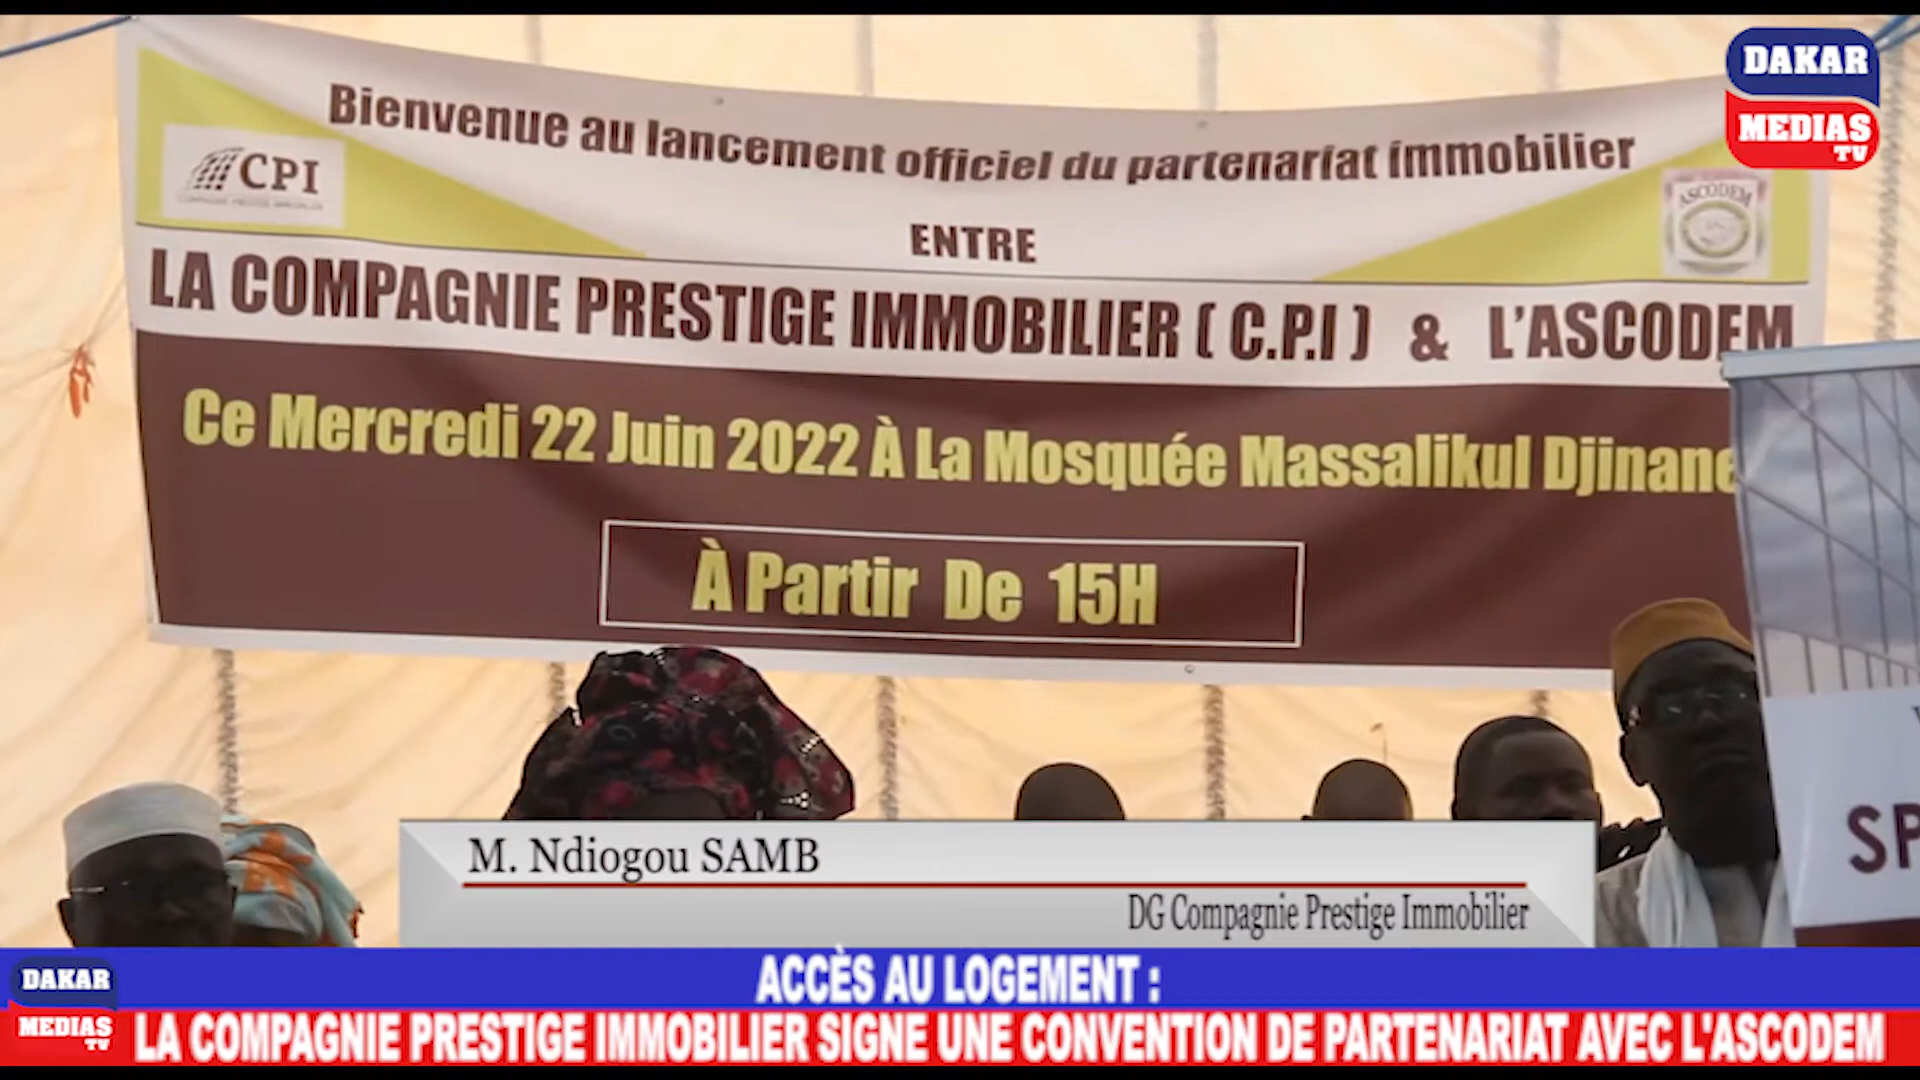 DAKAR
MEDIAS
TV
Bienvenue au lancement officiel du partenariat immobilier
CPI
ASCODEM
ENTRE
LA COMPAGNIE PRESTIGE IMMOBILIER ( C.P.I ) & L'ASCODEM
Ce Mercredi 22 Juin 2022 À La Mosquée Massalikul Djinane
À Partir De 15H
SP
M. Ndiogou SAMB
DG Compagnie Prestige Immobilier
ACCÈS AU LOGEMENT :
DAKAR
MEDIAS
TV
LA COMPAGNIE PRESTIGE IMMOBILIER SIGNE UNE CONVENTION DE PARTENARIAT AVEC L'ASCODEM